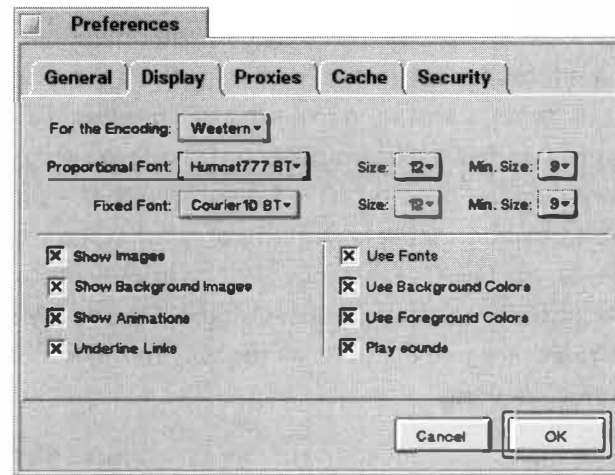 Preferences
General Display Proxies Cache Security
For the Encoding: Western
Proportional Font: Humnst777 BT Size: 12 Min. Size: 9
Fixed Font: Courier10 BT Size: 12 Min. Size: 9
Show Images
Use Fonts
Show Background Images
Use Background Colors
Show Animations
Use Foreground Colors
Underline Links
Play sounds
Cancel OK